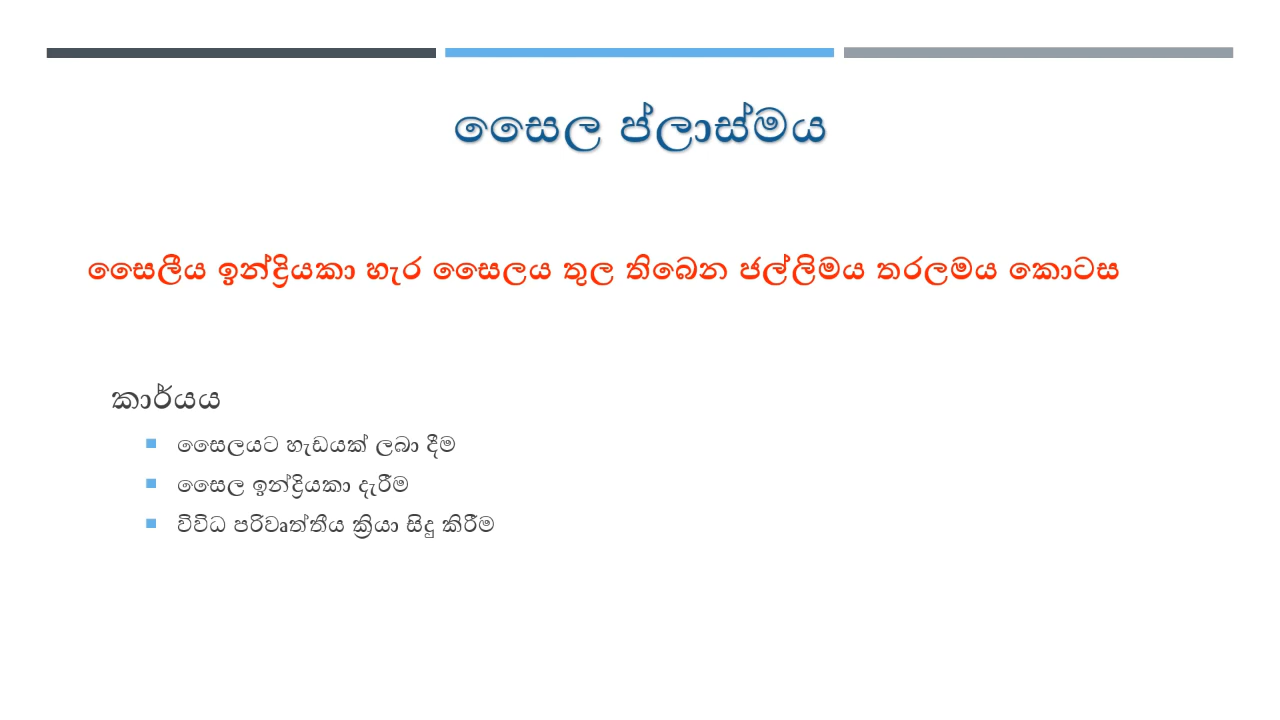 සෛල ප්ලාස්මය
සෛලීය ඉන්ද්‍රියකා හැර සෛලය තුල තිබෙන ජල්ලිමය තරලමය කොටස
කාර්යය
සෛලයට හැඩයක් ලබා දීම
සෛල ඉන්ද්‍රියකා දැරීම
විවිධ පරිවෘත්තීය ක්‍රියා සිදු කිරීම